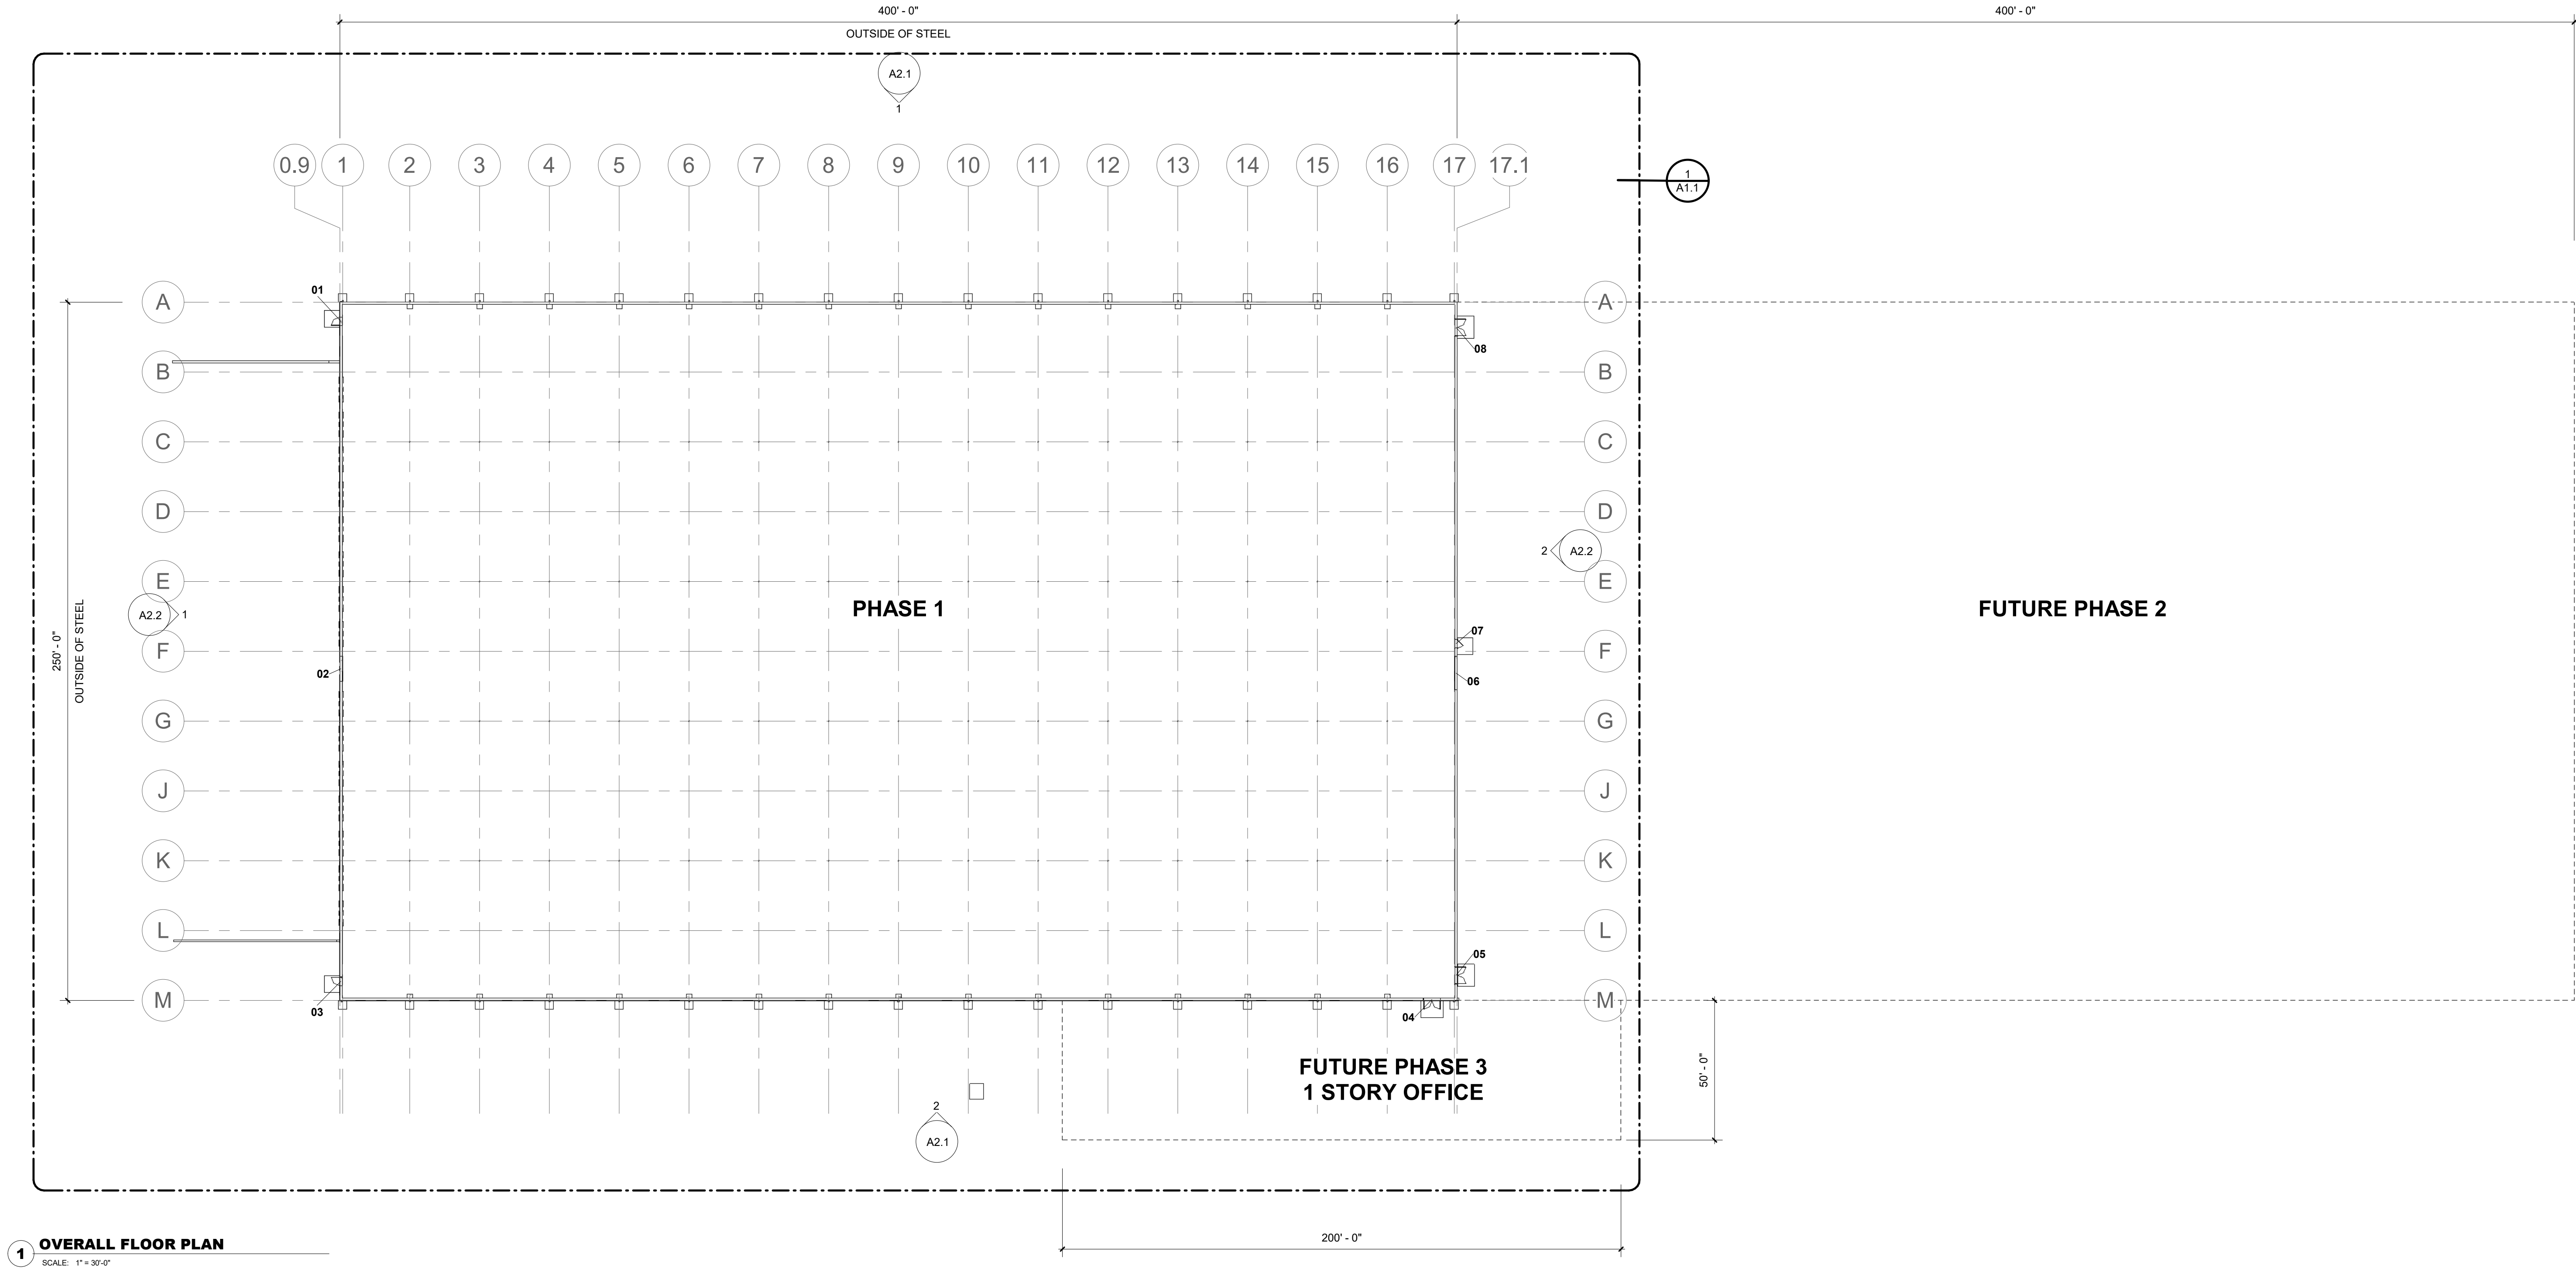 400' - 0"
400' - 0"
OUTSIDE OF STEEL
A2.1
1
0.9
1
2
3
4
5
6
7
8
9
10
11
12
13
14
15
16
17
17.1
1
A1.1
01
A
A
08
B
B
C
C
D
D
2
A2.2
E
E
250' - 0"
OUTSIDE OF STEEL
A2.2
1
PHASE 1
FUTURE PHASE 2
07
F
F
02
06
G
G
J
J
K
K
L
L
05
M
M
03
04
FUTURE PHASE 3
1 STORY OFFICE
50' - 0"
2
A2.1
200' - 0"
1
OVERALL FLOOR PLAN
SCALE: 1" = 30'-0"